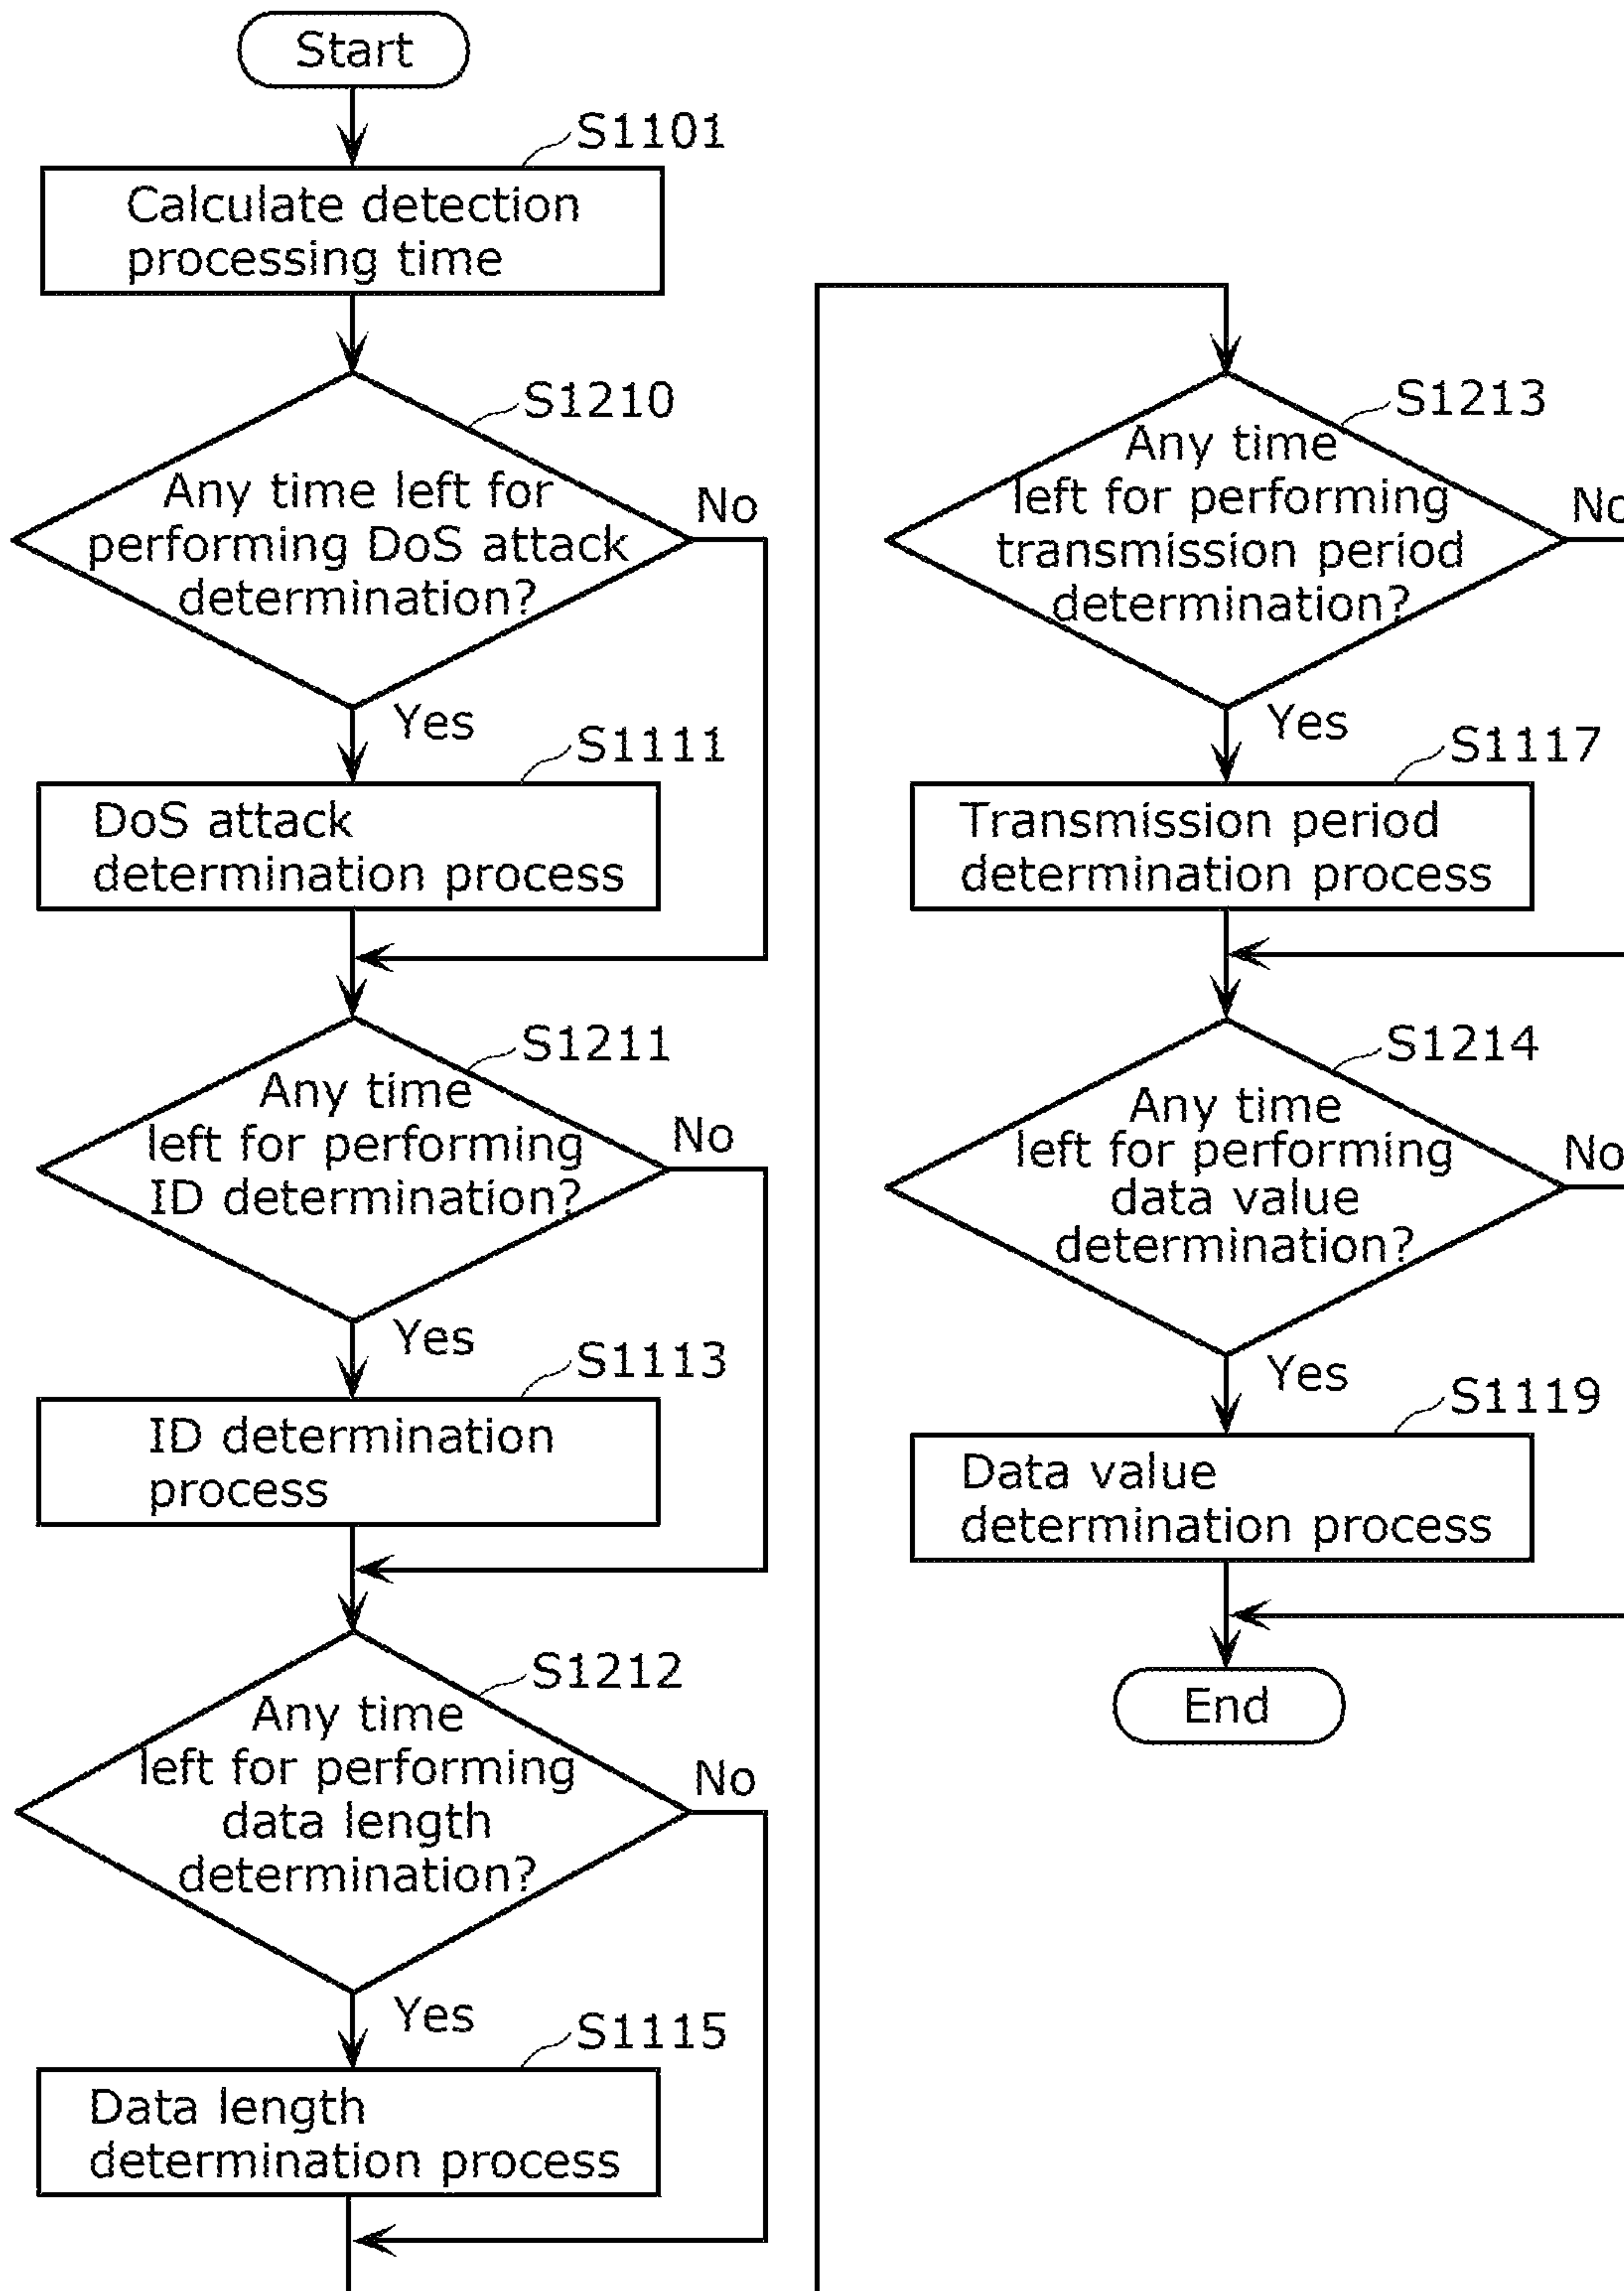 Start
S1101
Calculate detection
processing time
S1210
Any time left for
performing DoS attack
determination?
No
Yes
S1111
DoS attack
determination process
S1211
Any time
left for performing
ID determination?
No
Yes
S1113
ID determination
process
S1212
Any time
left for performing
data length
determination?
No
Yes
S1115
Data length
determination process
S1213
Any time
left for performing
transmission period
determination?
No
Yes
S1117
Transmission period
determination process
S1214
Any time
left for performing
data value
determination?
No
Yes
S1119
Data value
determination process
End